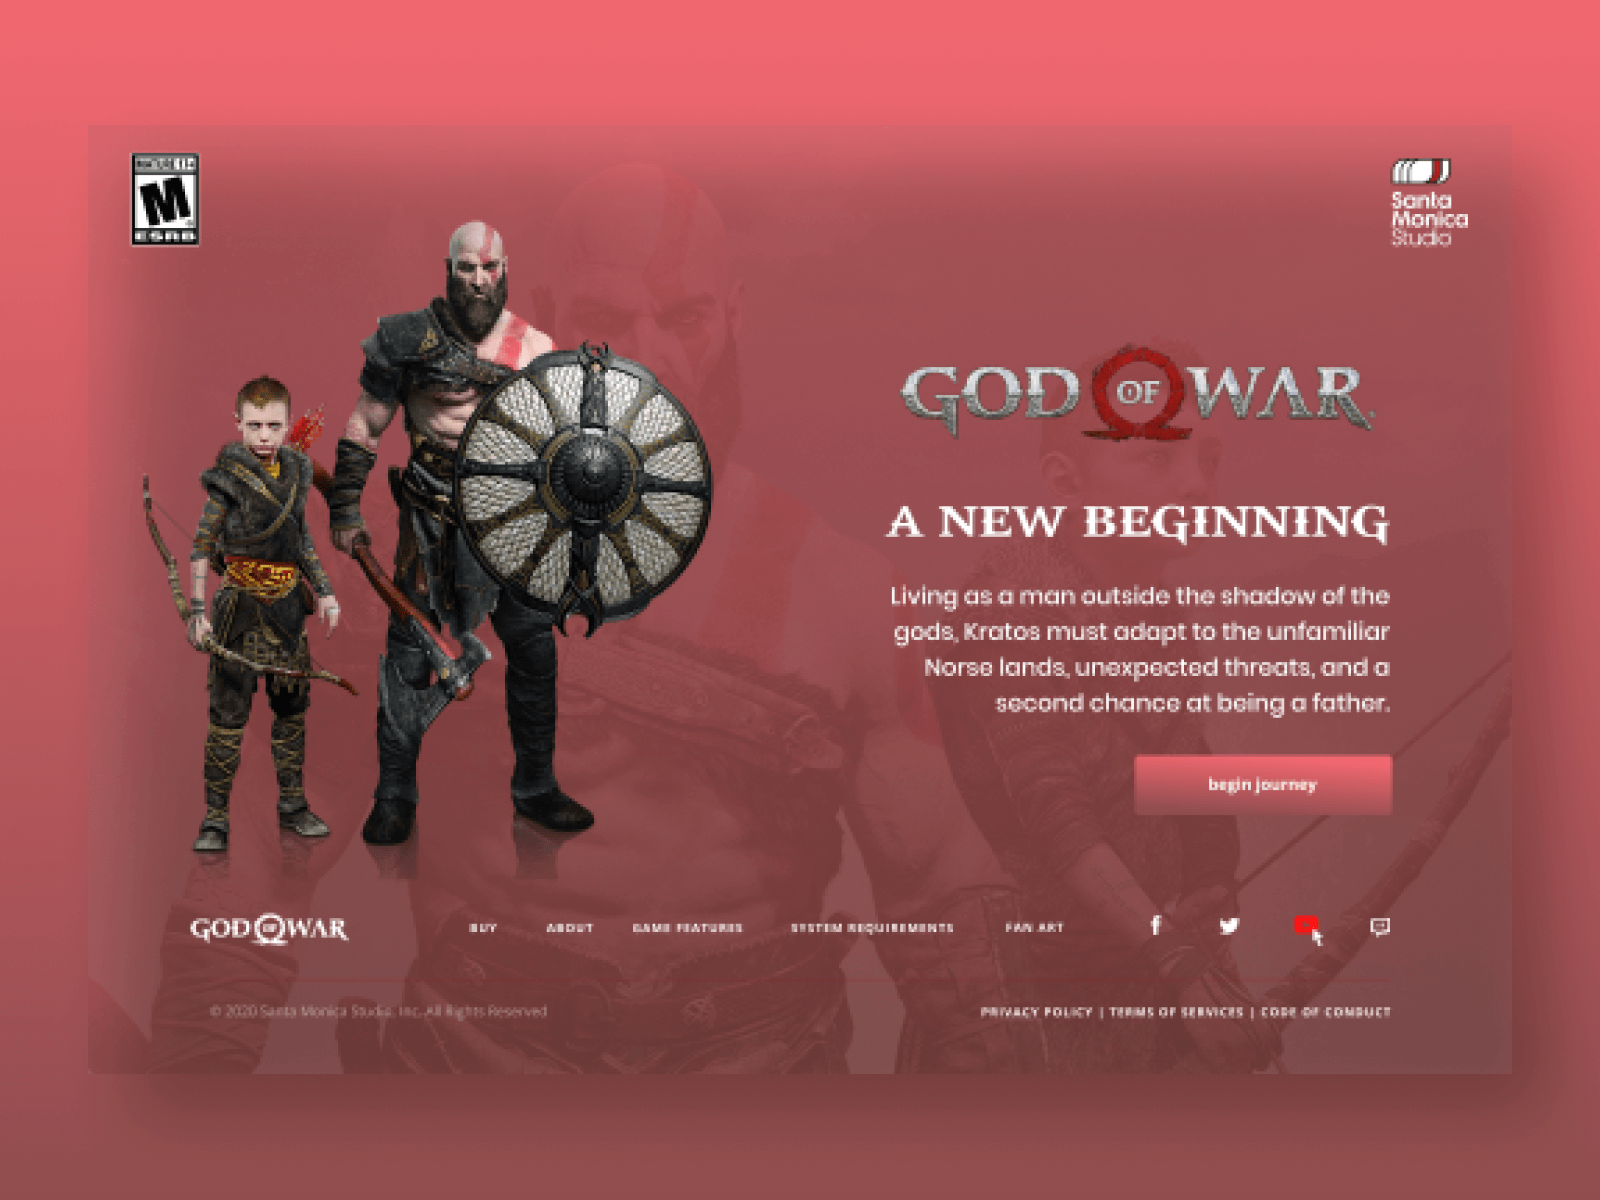 M
ESRB
Santa
Monica
Studio
GOD OF WAR
A NEW BEGINNING
Living as a man outside the shadow of the
gods, Kratos must adapt to the unfamiliar
Norse lands, unexpected threats, and a
second chance at being a father.
begin journey
GOD OF WAR
BUY
ABOUT
GAME FEATURES
SYSTEM REQUIREMENTS
FAN ART
© 2020 Santa Monica Studio, Inc. All Rights Reserved
PRIVACY POLICY | TERMS OF SERVICES | CODE OF CONDUCT